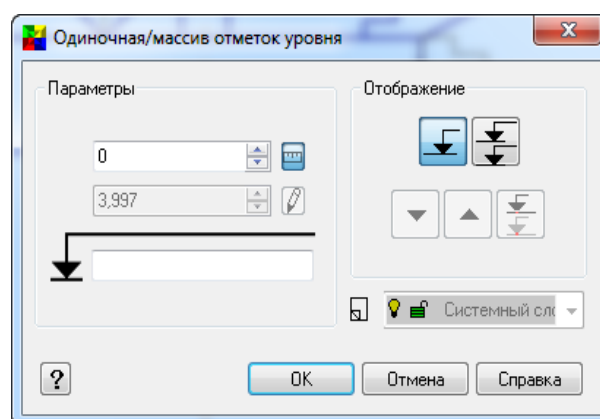 Одиночная/массив отметок уровня
Параметры
0
3,997
Отображение
Системный сло
?
OK
Отмена
Справка